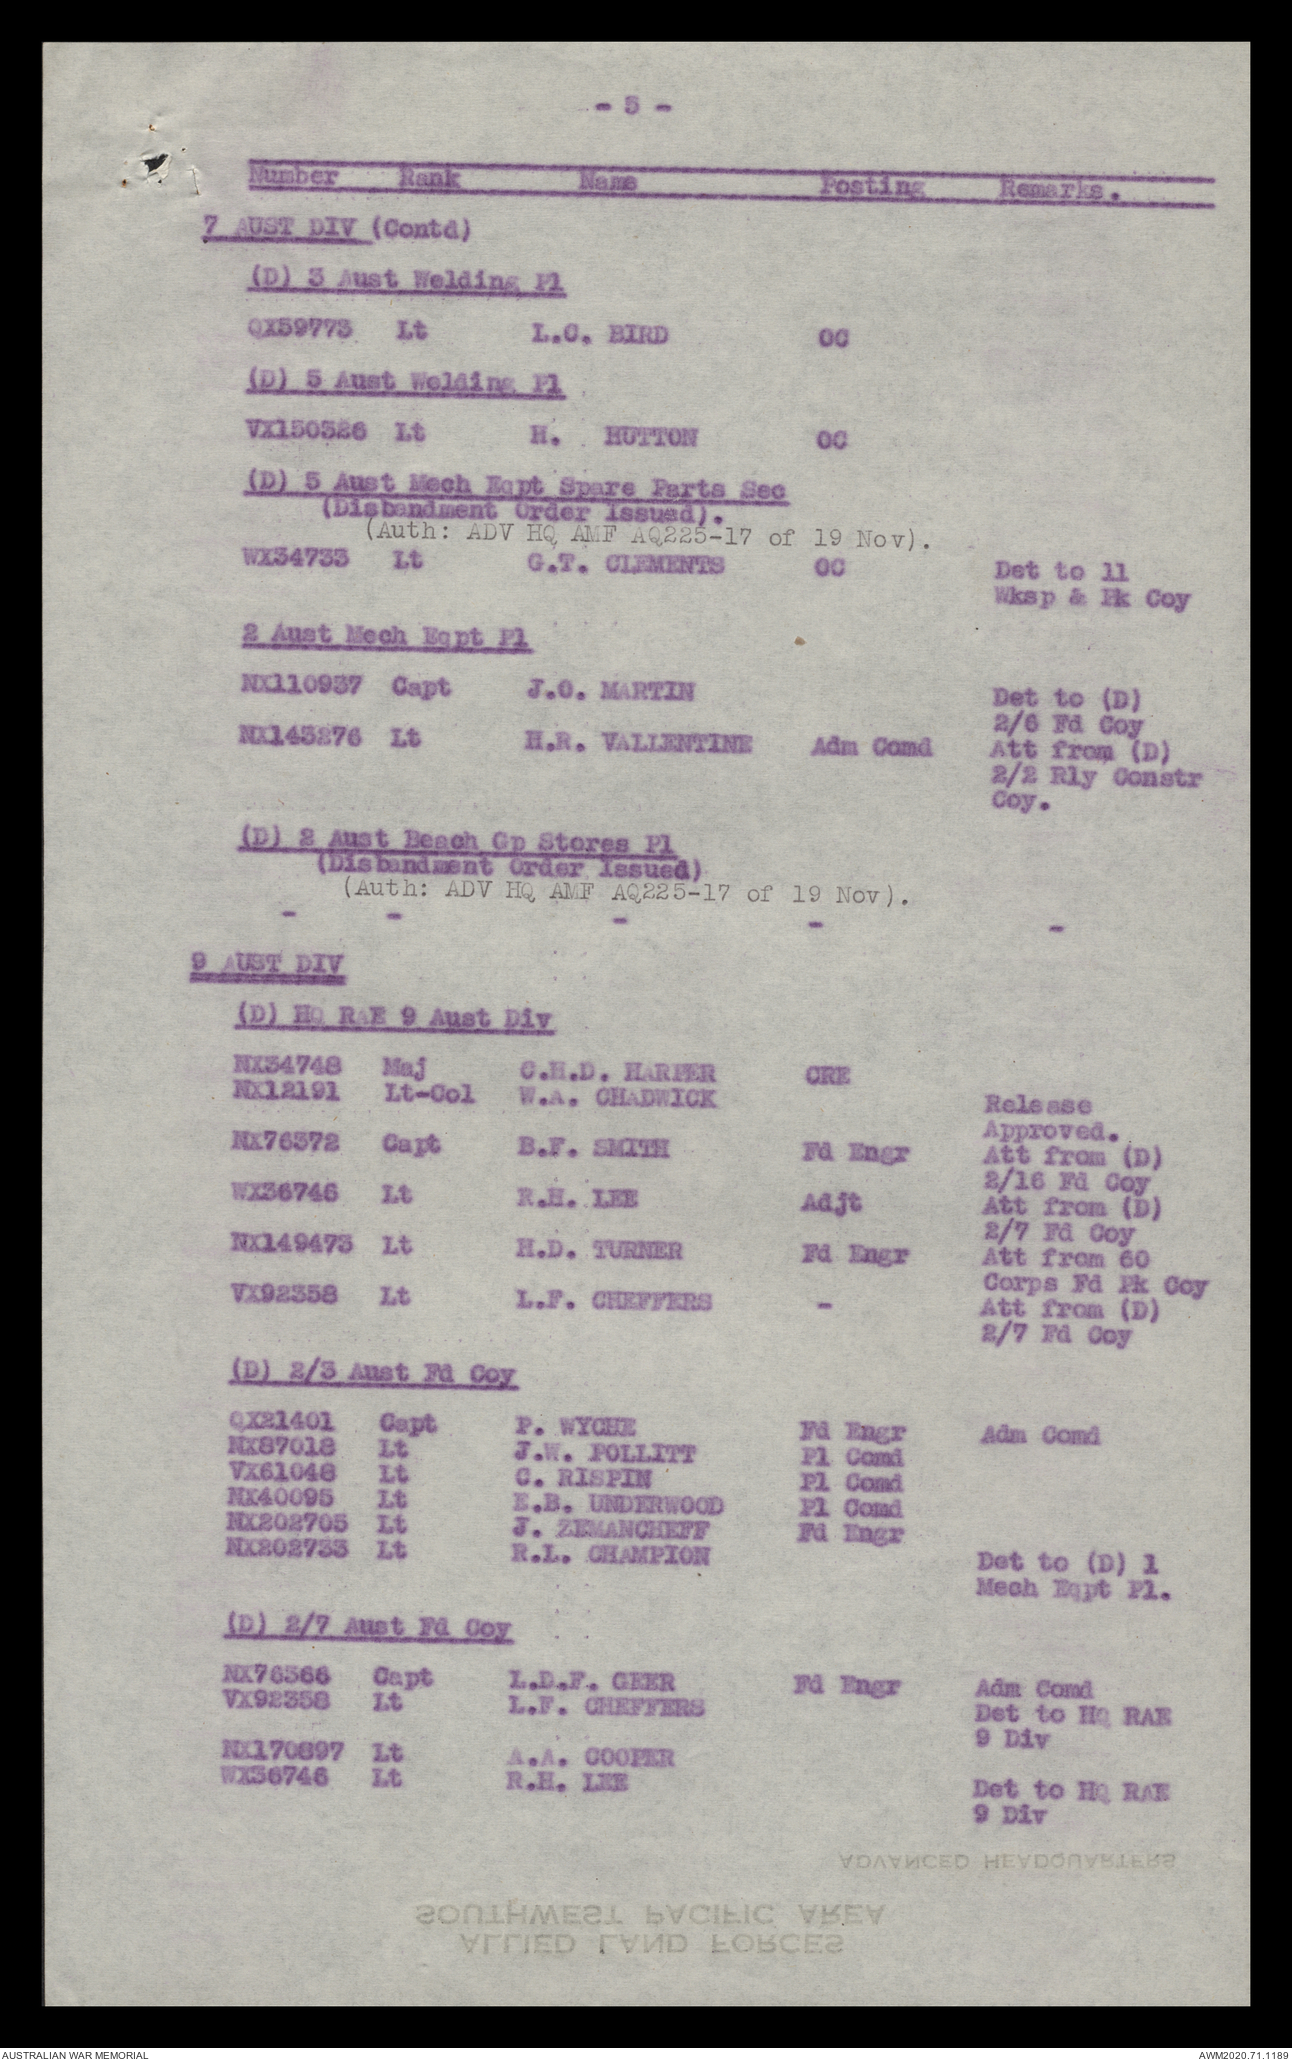 - 5 -
Number Rank Name Posting Remarks.
7 AUST DIV (Contd)
(D) 3 Aust Welding Pl
QX59773 Lt L.C. BIRD OC
(D) 5 Aust Welding Pl
VX150326 Lt H. HUTTON OC
(D) 5 Aust Mech Eqpt Spare Parts Sec
(Disbandment Order Issued).
(Auth: ADV HQ AMF AQ225-17 of 19 Nov).
WX34733 Lt G.T. CLEMENTS OC Det to 11
Wksp & Pk Coy
2 Aust Mech Eqpt Pl
NX110937 Capt J.O. MARTIN Det to (D)
2/6 Fd Coy
NX143276 Lt H.R. VALLENTINE Adm Comd Att from (D)
2/2 Rly Constr
Coy.
(D) 2 Aust Beach Gp Stores Pl
(Disbandment Order Issued)
(Auth: ADV HQ AMF AQ225-17 of 19 Nov).
- - - - -
9 AUST DIV
(D) HQ RAE 9 Aust Div
NX34748 Maj C.H.D. HARPER CRE
NX12191 Lt-Col W.A. CHADWICK Release
Approved.
NX76372 Capt B.F. SMITH Fd Engr Att from (D)
2/16 Fd Coy
WX36746 Lt R.H. LEE Adjt Att from (D)
2/7 Fd Coy
NX149473 Lt H.D. TURNER Fd Engr Att from 60
Corps Fd Pk Coy
VX92358 Lt L.F. CHEFFERS - Att from (D)
2/7 Fd Coy
(D) 2/3 Aust Fd Coy
QX21401 Capt P. WYCHE Fd Engr Adm Comd
NX87018 Lt J.W. POLLITT Pl Comd
VX61048 Lt C. RISPIN Pl Comd
NX40095 Lt E.B. UNDERWOOD Pl Comd
NX202705 Lt J. ZEMANCHEFF Fd Engr
NX202733 Lt R.L. CHAMPION Det to (D) 1
Mech Eqpt Pl.
(D) 2/7 Aust Fd Coy
NX76366 Capt L.D.F. GEER Fd Engr Adm Comd
VX92358 Lt L.F. CHEFFERS Det to HQ RAE
9 Div
NX170897 Lt A.A. COOPER
WX36746 Lt R.H. LEE Det to HQ RAE
9 Div
ADVANCED HEADQUARTERS
SOUTHWEST PACIFIC AREA
ALLIED LAND FORCES
AUSTRALIAN WAR MEMORIAL AWM2020.71.1189